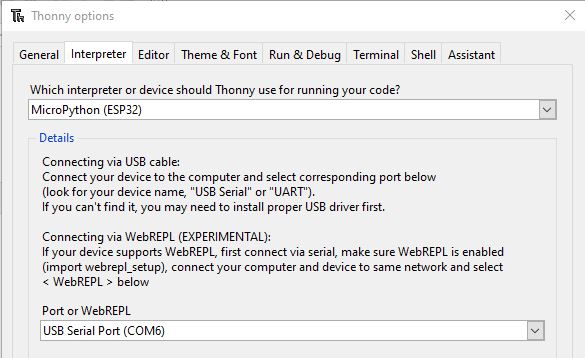 Thonny options
General Interpreter Editor Theme & Font Run & Debug Terminal Shell Assistant
Which interpreter or device should Thonny use for running your code?
MicroPython (ESP32)
Details
Connecting via USB cable:
Connect your device to the computer and select corresponding port below
(look for your device name, "USB Serial" or "UART").
If you can't find it, you may need to install proper USB driver first.
Connecting via WebREPL (EXPERIMENTAL):
If your device supports WebREPL, first connect via serial, make sure WebREPL is enabled
(import webrepl_setup), connect your computer and device to same network and select
< WebREPL > below
Port or WebREPL
USB Serial Port (COM6)